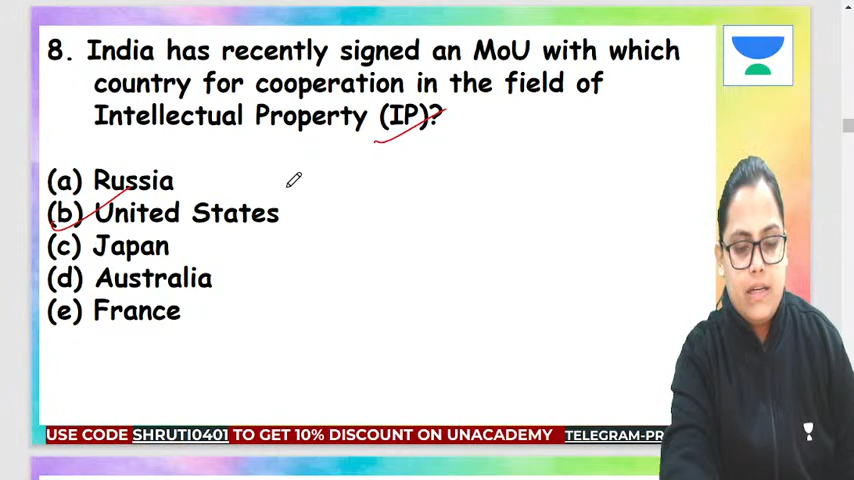 8. India has recently signed an MoU with which
country for cooperation in the field of
Intellectual Property (IP)?
(a) Russia
(b) United States
(c) Japan
(d) Australia
(e) France
USE CODE SHRUTI0401 TO GET 10% DISCOUNT ON UNACADEMY TELEGRAM-PR